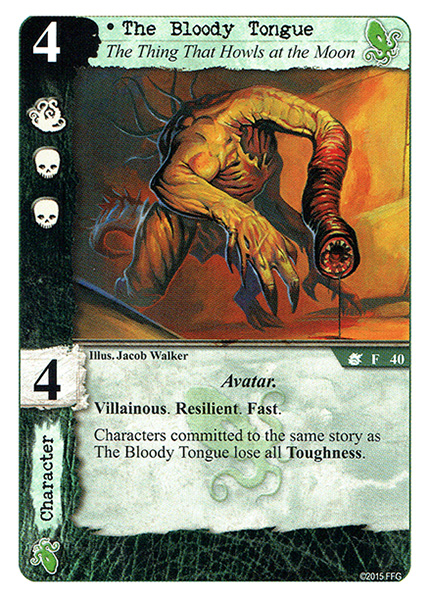 4
• The Bloody Tongue
The Thing That Howls at the Moon
Illus. Jacob Walker
F 40
4
Avatar.
Villainous. Resilient. Fast.
Characters committed to the same story as
The Bloody Tongue lose all Toughness.
Character
©2015 FFG